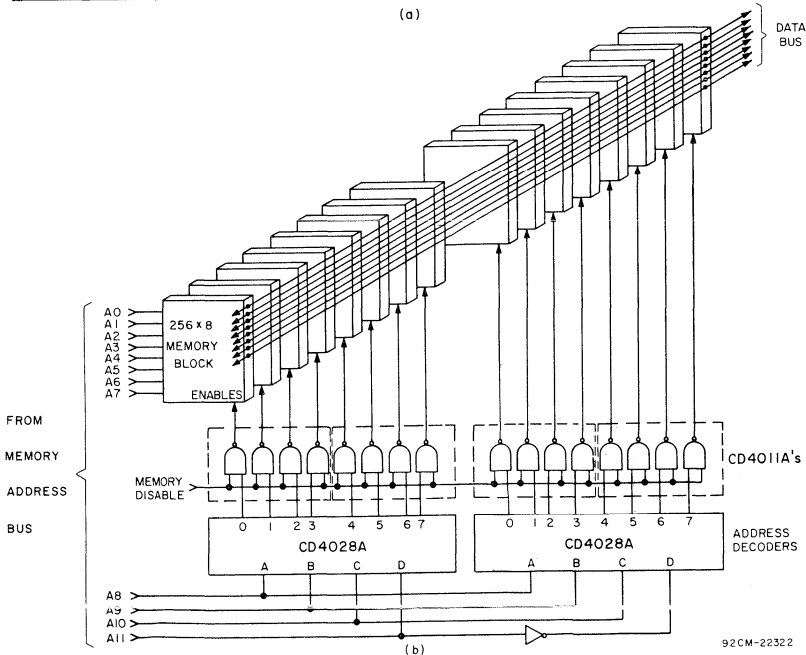 (a)
DATA
BUS
A0
A1
A2
A3
A4
A5
A6
A7
256 x 8
MEMORY
BLOCK
ENABLES
FROM
MEMORY
ADDRESS
BUS
MEMORY
DISABLE
CD4011A's
0 1 2 3 4 5 6 7
CD4028A
A B C D
0 1 2 3 4 5 6 7
CD4028A
A B C D
ADDRESS
DECODERS
A8
A9
A10
A11
(b)
92CM-22322